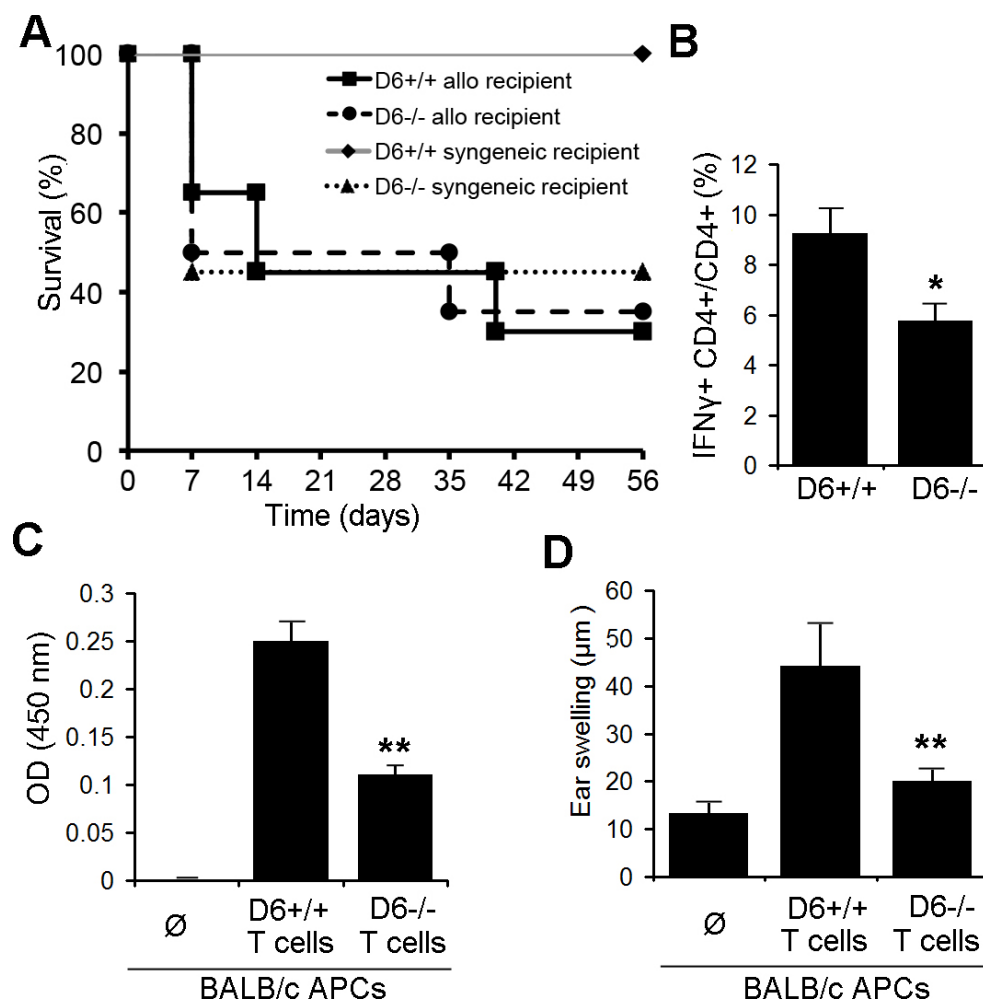 A
Survival (%)
100
80
60
40
20
0
0 7 14 21 28 35 42 49 56
Time (days)
D6+/+ allo recipient
D6-/- allo recipient
D6+/+ syngeneic recipient
D6-/- syngeneic recipient
B
IFNγ+ CD4+/CD4+ (%)
12
10
8
6
4
2
0
*
D6+/+ D6-/-
C
OD (450 nm)
0.3
0.25
0.2
0.15
0.1
0.05
0
**
Ø D6+/+ T cells D6-/- T cells
BALB/c APCs
D
Ear swelling (µm )
60
50
40
30
20
10
0
**
Ø D6+/+ T cells D6-/- T cells
BALB/c APCs